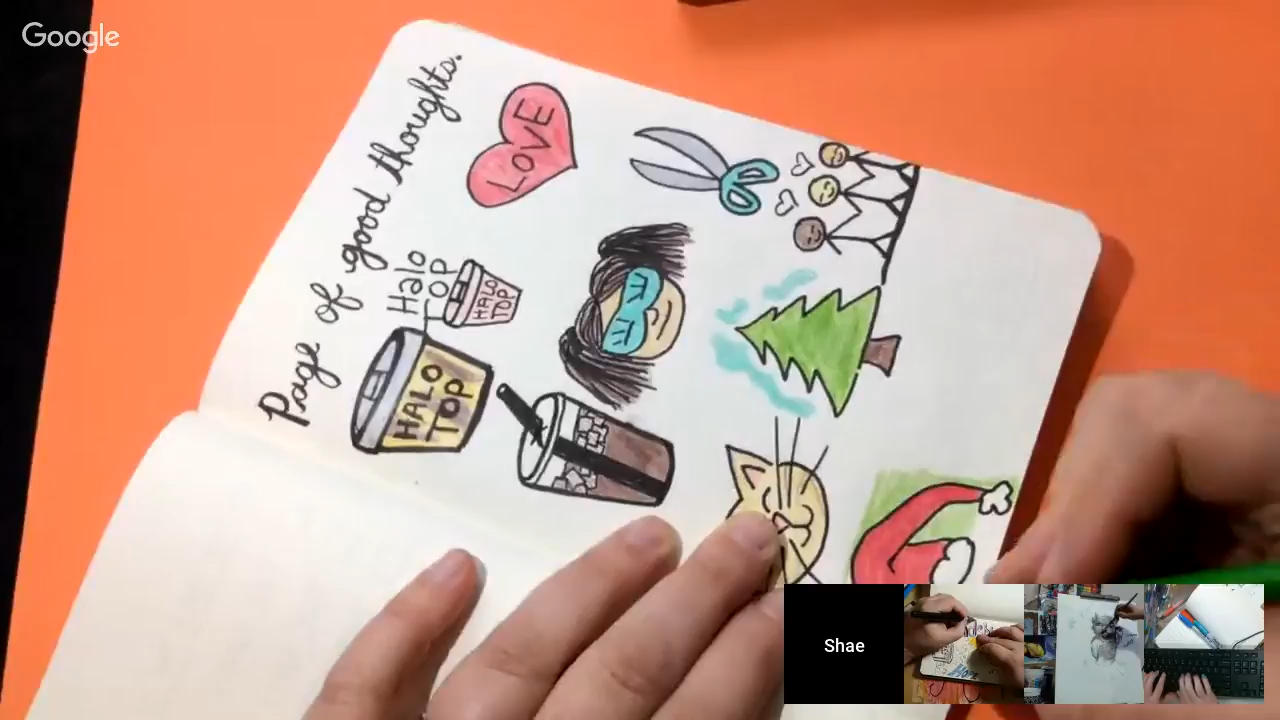 Google
Page of good thoughts.
LOVE
Halo
TOP
HALO
TOP
HALO
TOP
Shae